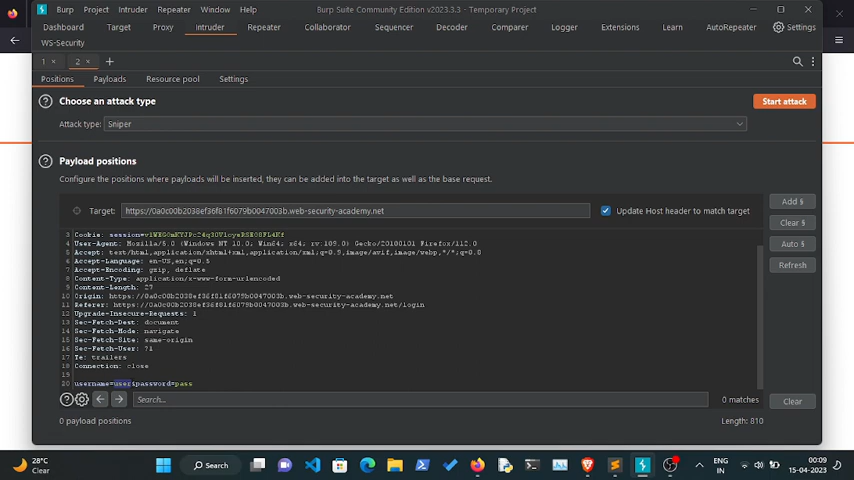 Burp Project Intruder Repeater Window Help Burp Suite Community Edition v2023.3.3 - Temporary Project
Dashboard Target Proxy Intruder Repeater Collaborator Sequencer Decoder Comparer Logger Extensions Learn AutoRepeater Settings
WS-Security
1 × 2 × +
Positions Payloads Resource pool Settings
? Choose an attack type Start attack
Attack type: Sniper
? Payload positions
Configure the positions where payloads will be inserted, they can be added into the target as well as the base request.
Target: https://0a0c00b2038ef36f81f6079b0047003b.web-security-academy.net Update Host header to match target
Add §
Clear §
Auto §
Refresh
3 Cookie: session=
4 User-Agent: Mozilla/5.0 (Windows NT 10.0; Win64; x64; rv:109.0) Gecko/20100101 Firefox/112.0
5 Accept: text/html,application/xhtml+xml,application/xml;q=0.9,image/avif,image/webp,*/*;q=0.8
6 Accept-Language: en-US,en;q=0.5
7 Accept-Encoding: gzip, deflate
8 Content-Type: application/x-www-form-urlencoded
9 Content-Length: 27
10 Origin: https://0a0c00b2038ef36f81f6079b0047003b.web-security-academy.net
11 Referer: https://0a0c00b2038ef36f81f6079b0047003b.web-security-academy.net/login
12 Upgrade-Insecure-Requests: 1
13 Sec-Fetch-Dest: document
14 Sec-Fetch-Mode: navigate
15 Sec-Fetch-Site: same-origin
16 Sec-Fetch-User: ?1
17 Te: trailers
18 Connection: close
19
20 username=user&password=pass
? Search... 0 matches Clear
0 payload positions Length: 810
28°C
Clear
Search
ENG
IN
00:09
15-04-2023